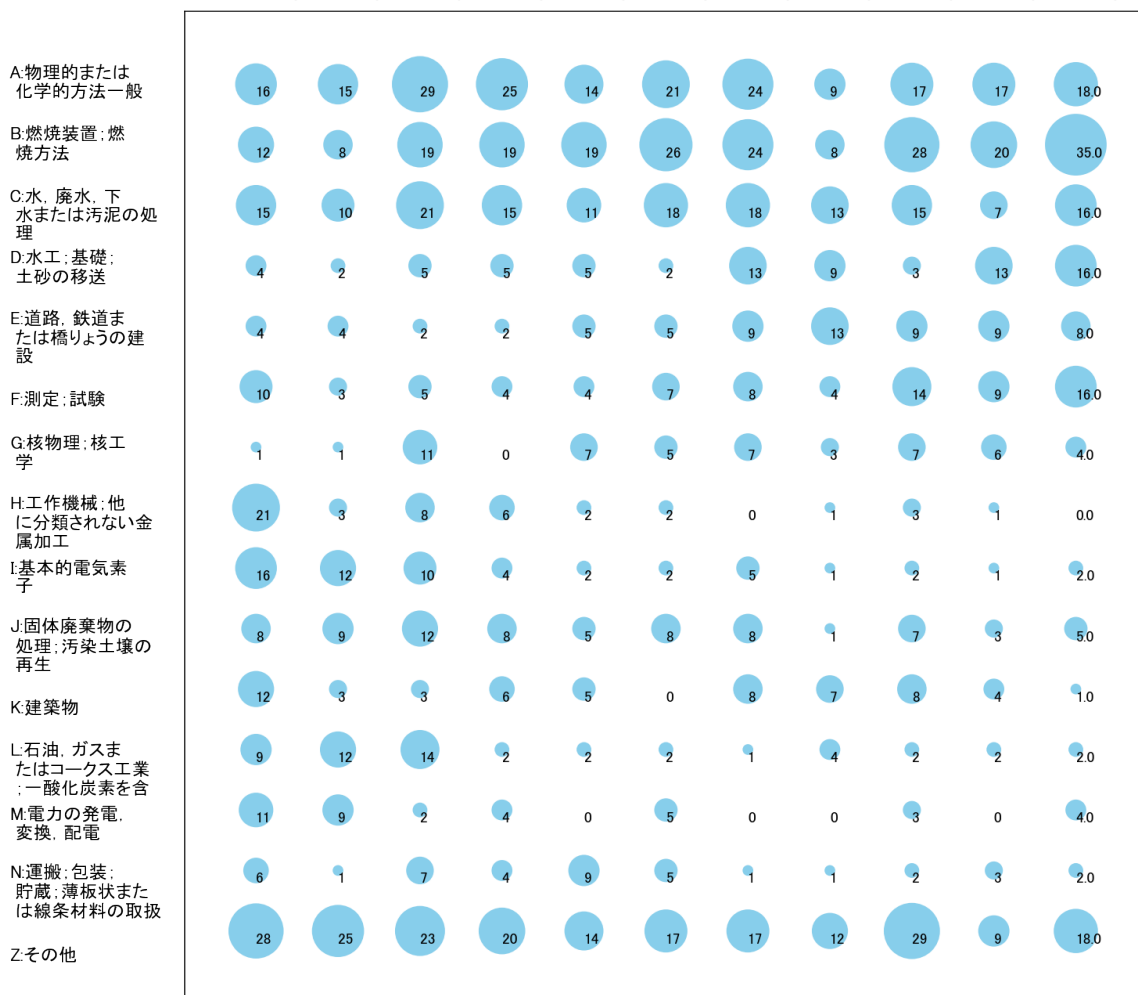 A:物理的または
化学的方法一般
16 15 29 25 14 21 24 9 17 17 18.0
B:燃焼装置;燃
焼方法
12 8 19 19 19 26 24 8 28 20 35.0
C:水, 廃水, 下
水または汚泥の処
理
15 10 21 15 11 18 18 13 15 7 16.0
D:水工;基礎;
土砂の移送
4 2 5 5 5 2 13 9 3 13 16.0
E:道路, 鉄道ま
たは橋りょうの建
設
4 4 2 2 5 5 9 13 9 9 8.0
F:測定;試験
10 3 5 4 4 7 8 4 14 9 16.0
G:核物理;核工
学
1 1 11 0 7 5 7 3 7 6 4.0
H:工作機械;他
に分類されない金
属加工
21 3 8 6 2 2 0 1 3 1 0.0
I:基本的電気素
子
16 12 10 4 2 2 5 1 2 1 2.0
J:固体廃棄物の
処理;汚染土壌の
再生
8 9 12 8 5 8 8 1 7 3 5.0
K:建築物
12 3 3 6 5 0 8 7 8 4 1.0
L:石油, ガスま
たはコークス工業
;一酸化炭素を含
9 12 14 2 2 2 1 4 2 2 2.0
M:電力の発電,
変換, 配電
11 9 2 4 0 5 0 0 3 0 4.0
N:運搬;包装;
貯蔵;薄板状また
は線条材料の取扱
6 1 7 4 9 5 1 1 2 3 2.0
Z:その他
28 25 23 20 14 17 17 12 29 9 18.0